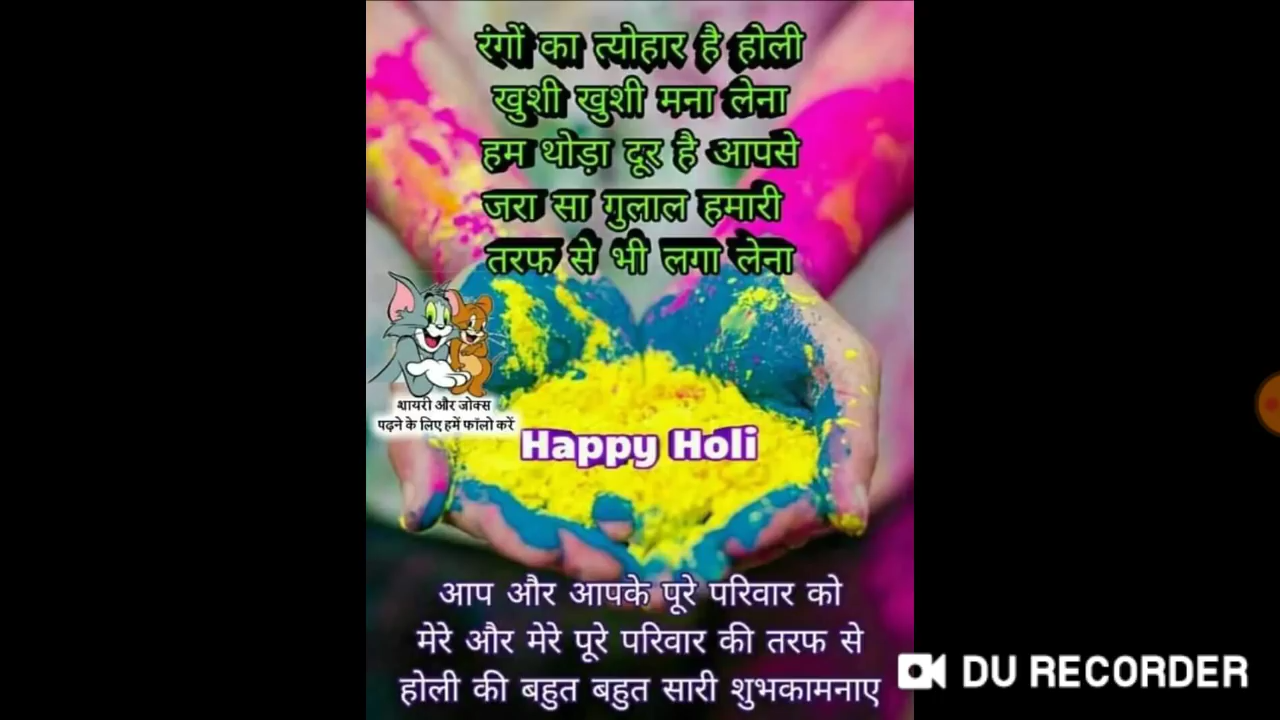 रंगों का त्योहार है होली
खुशी खुशी मना लेना
हम थोड़ा दूर है आपसे
जरा सा गुलाल हमारी
तरफ से भी लगा लेना
शायरी और जोक्स
पढ़ने के लिए हमें फॉलो करें
Happy Holi
आप और आपके पूरे परिवार को
मेरे और मेरे पूरे परिवार की तरफ से
होली की बहुत बहुत सारी शुभकामनाए
DU RECORDER